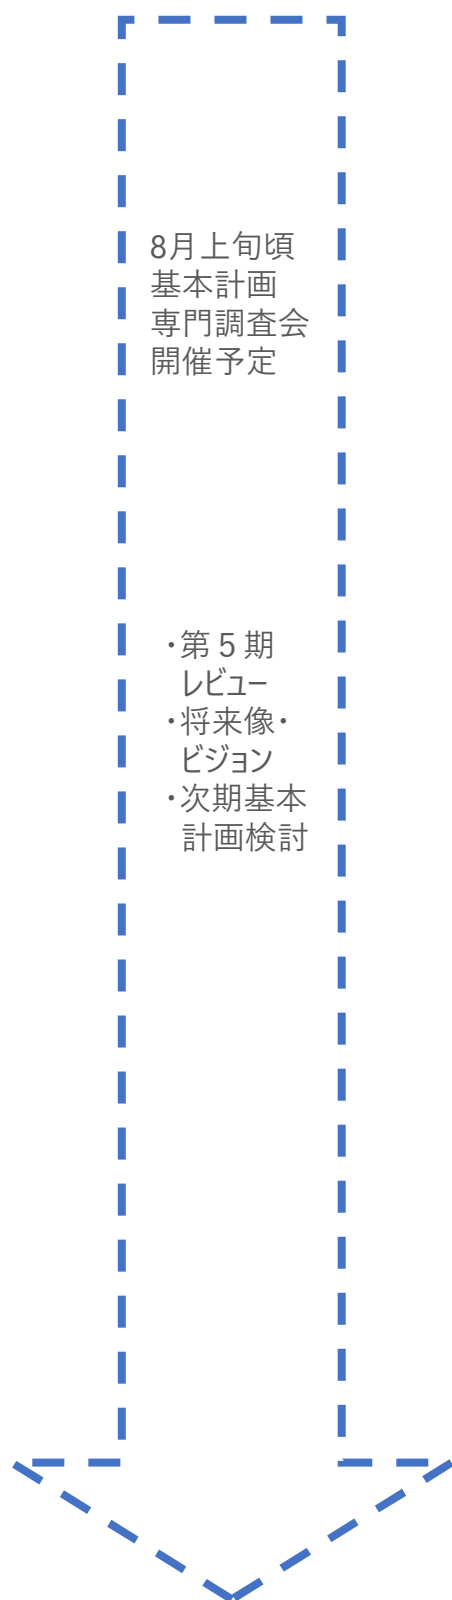 8月上旬頃
基本計画
専門調査会
開催予定
・第５期
レビュー
・将来像・
ビジョン
・次期基本
計画検討